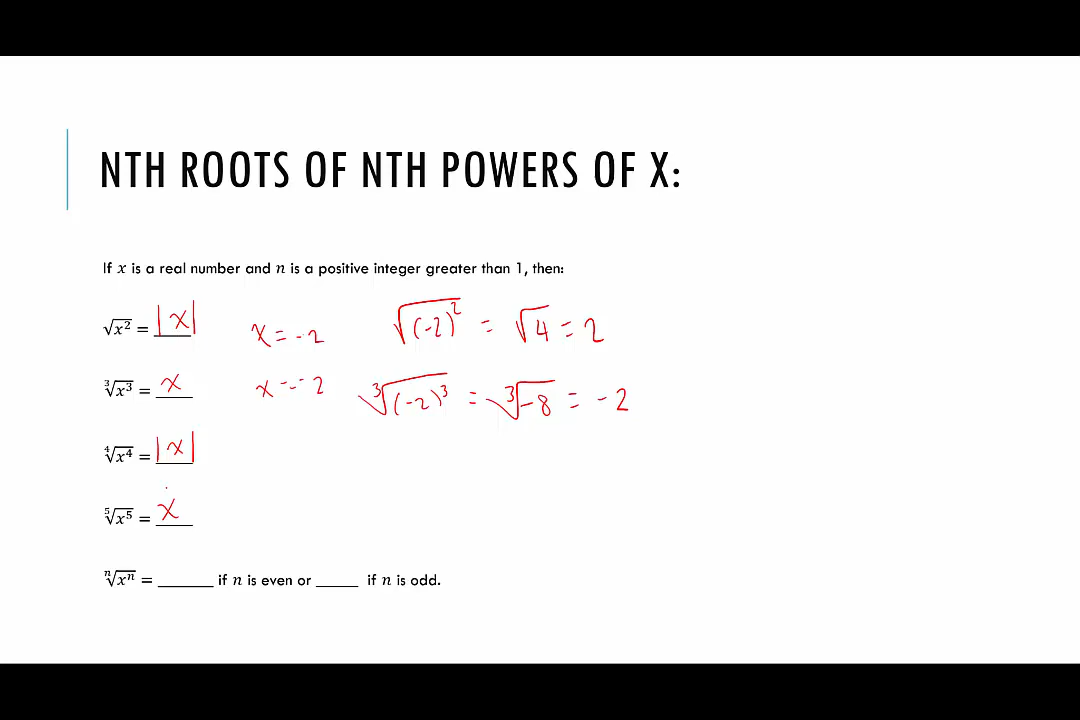 NTH ROOTS OF NTH POWERS OF X:
If x is a real number and n is a positive integer greater than 1, then:
√x² = |x| x = -2 √(-2)² = √4 = 2
∛x³ = x x = -2 ∛(-2)³ = ∛-8 = -2
∜x⁴ = |x|
⁵√x⁵ = x
ⁿ√xⁿ = ______ if n is even or _____ if n is odd.